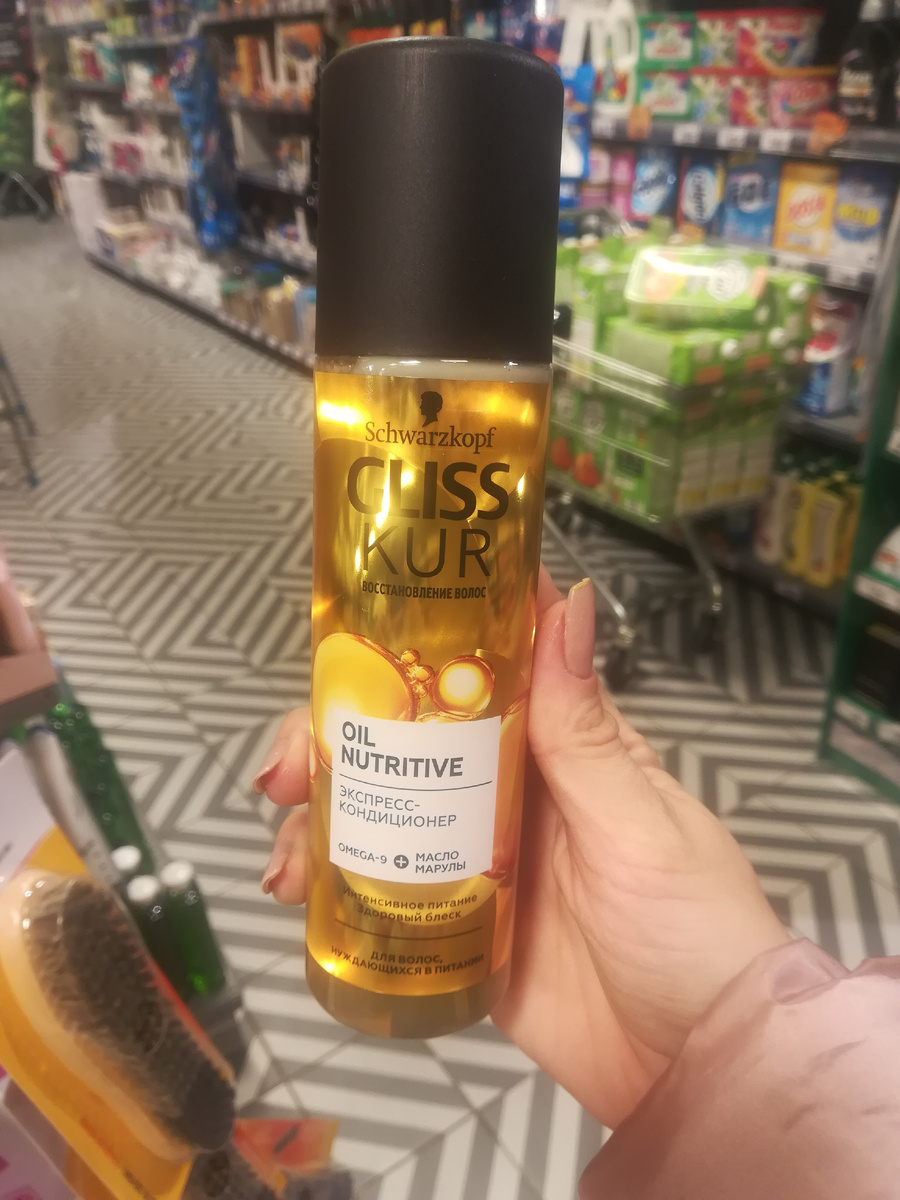 Schwarzkopf
GLISS
KUR
ВОССТАНОВЛЕНИЕ ВОЛОС
OIL
NUTRITIVE
ЭКСПРЕСС-
КОНДИЦИОНЕР
OMEGA-9 + МАСЛО
МАРУЛЫ
Интенсивное питание
Здоровый блеск
ДЛЯ ВОЛОС,
НУЖДАЮЩИХСЯ В ПИТАНИИ